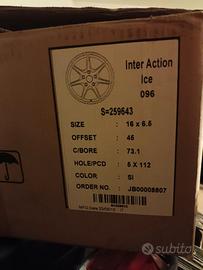 Inter Action
Ice
096
S=259643
SIZE : 16 x 6.5
OFFSET : 45
C/BORE : 73.1
HOLE/PCD : 5 X 112
COLOR : SI
ORDER NO. : JB00008807
subito